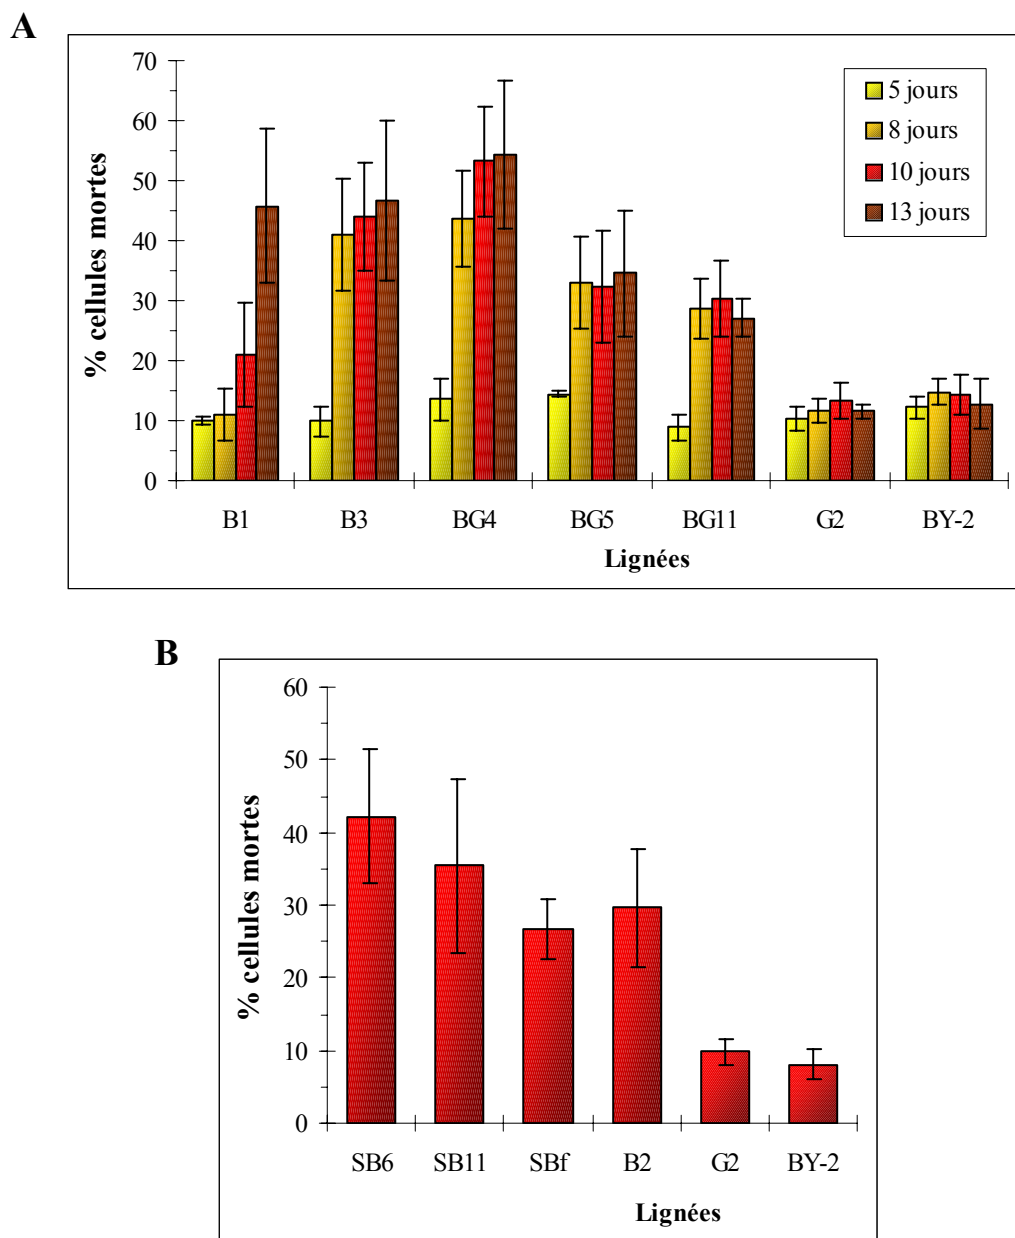 A
70
60
50
40
30
20
10
0
% cellules mortes
5 jours
8 jours
10 jours
13 jours
B1 B3 BG4 BG5 BG11 G2 BY-2
Lignées
B
60
50
40
30
20
10
0
% cellules mortes
SB6 SB11 SBf B2 G2 BY-2
Lignées